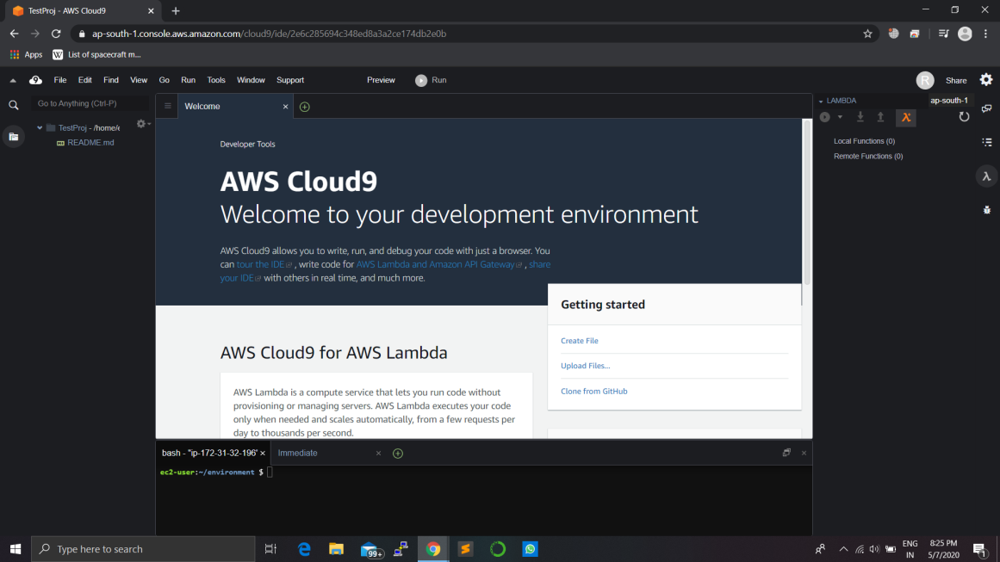 TestProj - AWS Cloud9
ap-south-1.console.aws.amazon.com/cloud9/ide/2e6c285694c348ed8a3a2ce174db2e0b
Apps
W List of spacecraft m...
9 File Edit Find View Go Run Tools Window Support Preview Run R Share
Go to Anything (Ctrl-P)
TestProj - /home/e
README.md
Welcome
Developer Tools
AWS Cloud9
Welcome to your development environment
AWS Cloud9 allows you to write, run, and debug your code with just a browser. You
can tour the IDE , write code for AWS Lambda and Amazon API Gateway , share
your IDE with others in real time, and much more.
Getting started
Create File
Upload Files...
Clone from GitHub
AWS Cloud9 for AWS Lambda
AWS Lambda is a compute service that lets you run code without
provisioning or managing servers. AWS Lambda executes your code
only when needed and scales automatically, from a few requests per
day to thousands per second.
LAMBDA ap-south-1
λ
Local Functions (0)
Remote Functions (0)
λ
bash - "ip-172-31-32-196" Immediate
ec2-user:~/environment $
Type here to search
99+
ENG
IN
8:25 PM
5/7/2020
1